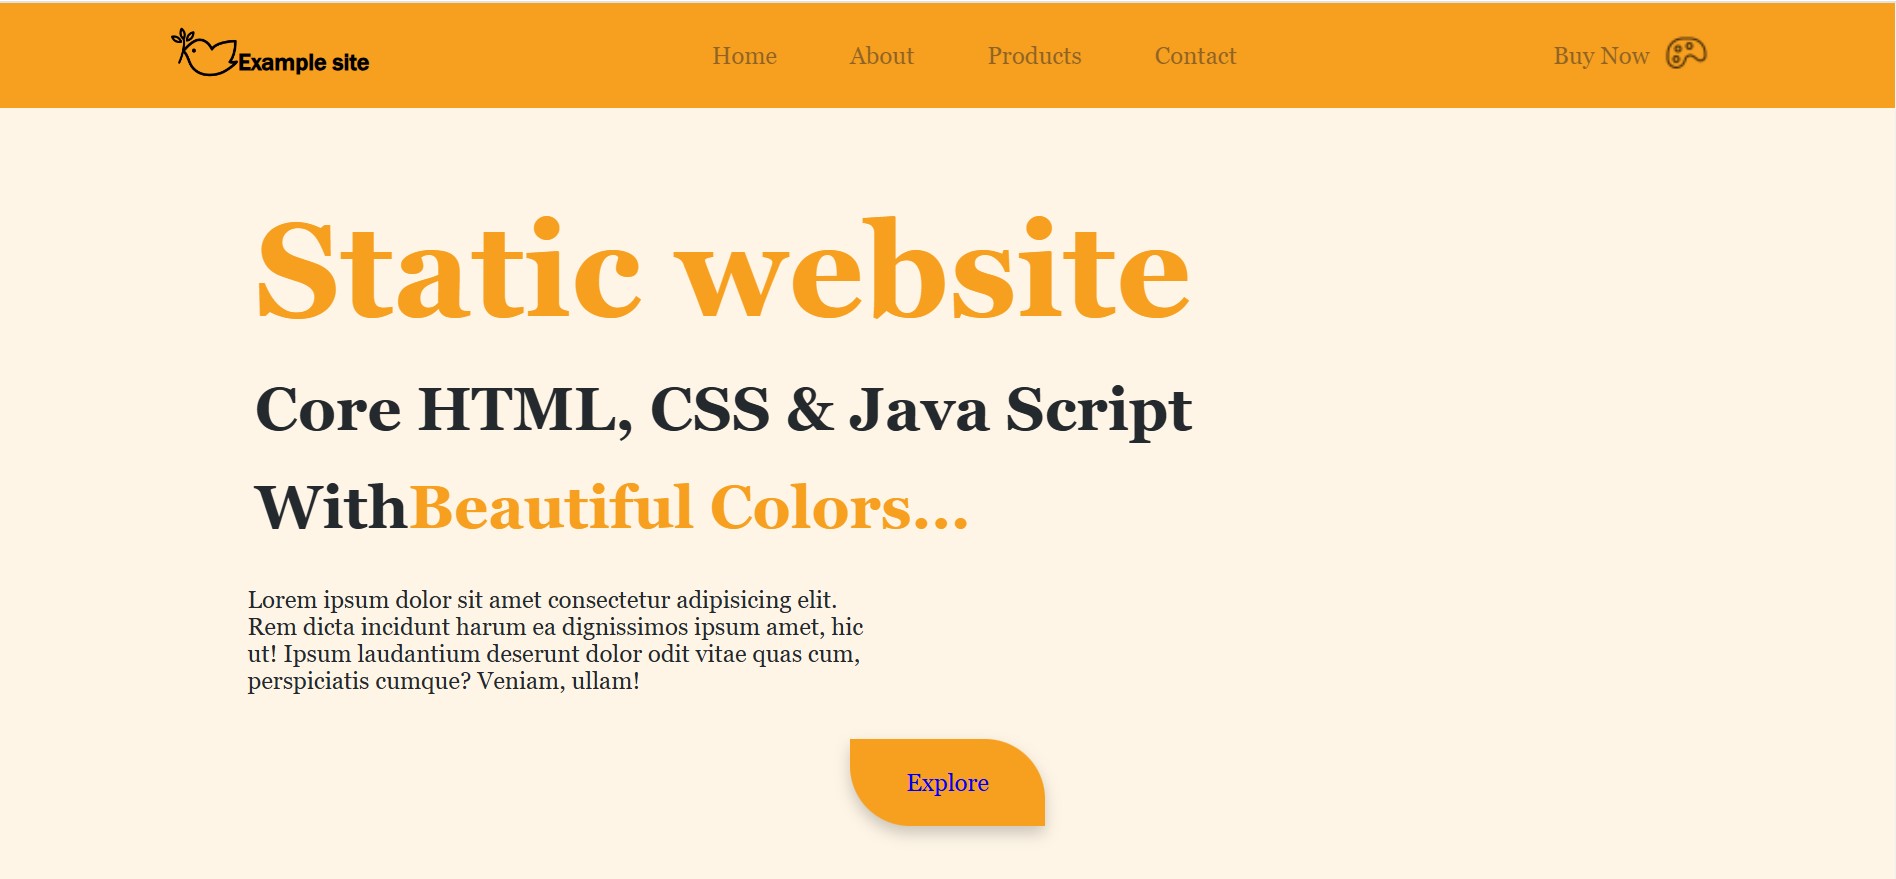 Example site
Home About Products Contact
Buy Now
Static website
Core HTML, CSS & Java Script
WithBeautiful Colors...
Lorem ipsum dolor sit amet consectetur adipisicing elit.
Rem dicta incidunt harum ea dignissimos ipsum amet, hic
ut! Ipsum laudantium deserunt dolor odit vitae quas cum,
perspiciatis cumque? Veniam, ullam!
Explore